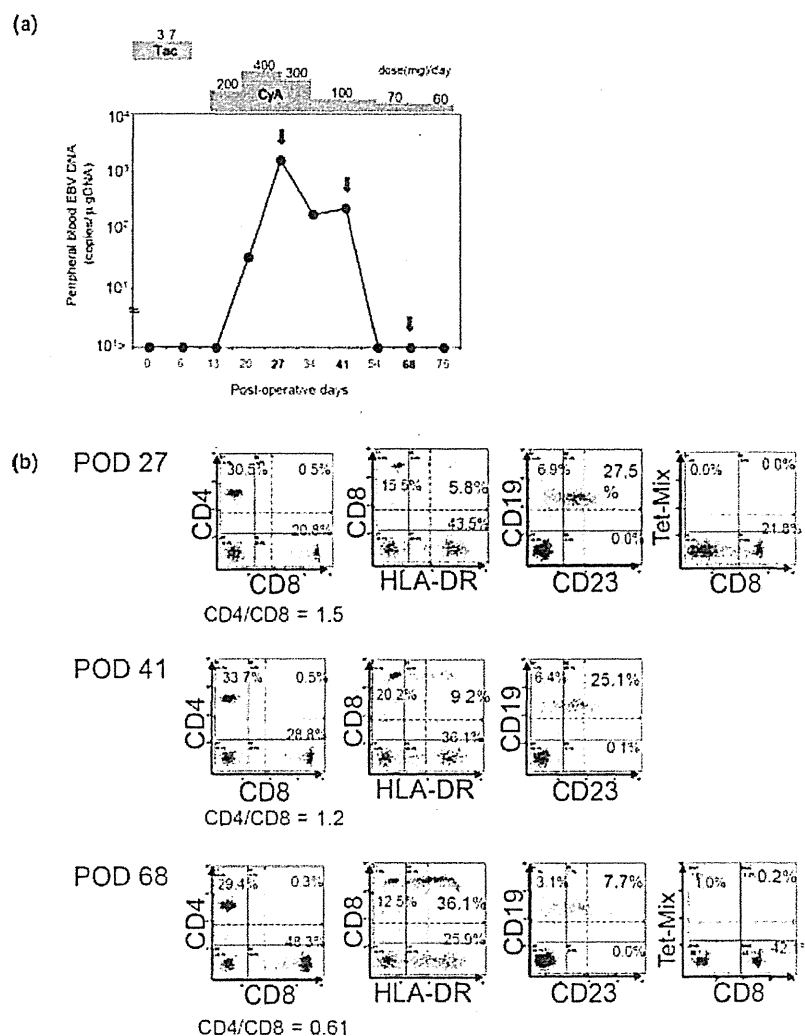 (a)
3 7
Tac
200 400 300 100 70 60
dose(mg)/day
CyA
Peripheral blood EBV DNA
(copies/μgDNA)
10⁴
10³
10²
10¹
10¹>
0 6 13 20 27 34 41 54 68 75
Post-operative days
(b)
POD 27
CD4
30.5% 0.5%
20.8%
CD8
CD4/CD8 = 1.5
CD8
15.5% 5.8%
43.5%
HLA-DR
CD19
6.9% 27.5
%
0.0%
CD23
Tet-Mix
0.0% 0.0%
21.8%
CD8
POD 41
CD4
33.7% 0.5%
28.8%
CD8
CD4/CD8 = 1.2
CD8
20.2% 9.2%
36.1%
HLA-DR
CD19
6.4% 25.1%
0.1%
CD23
POD 68
CD4
29.4% 0.3%
48.3%
CD8
CD4/CD8 = 0.61
CD8
12.5% 36.1%
25.9%
HLA-DR
CD19
3.1% 7.7%
0.0%
CD23
Tet-Mix
1.0% 0.2%
42
CD8